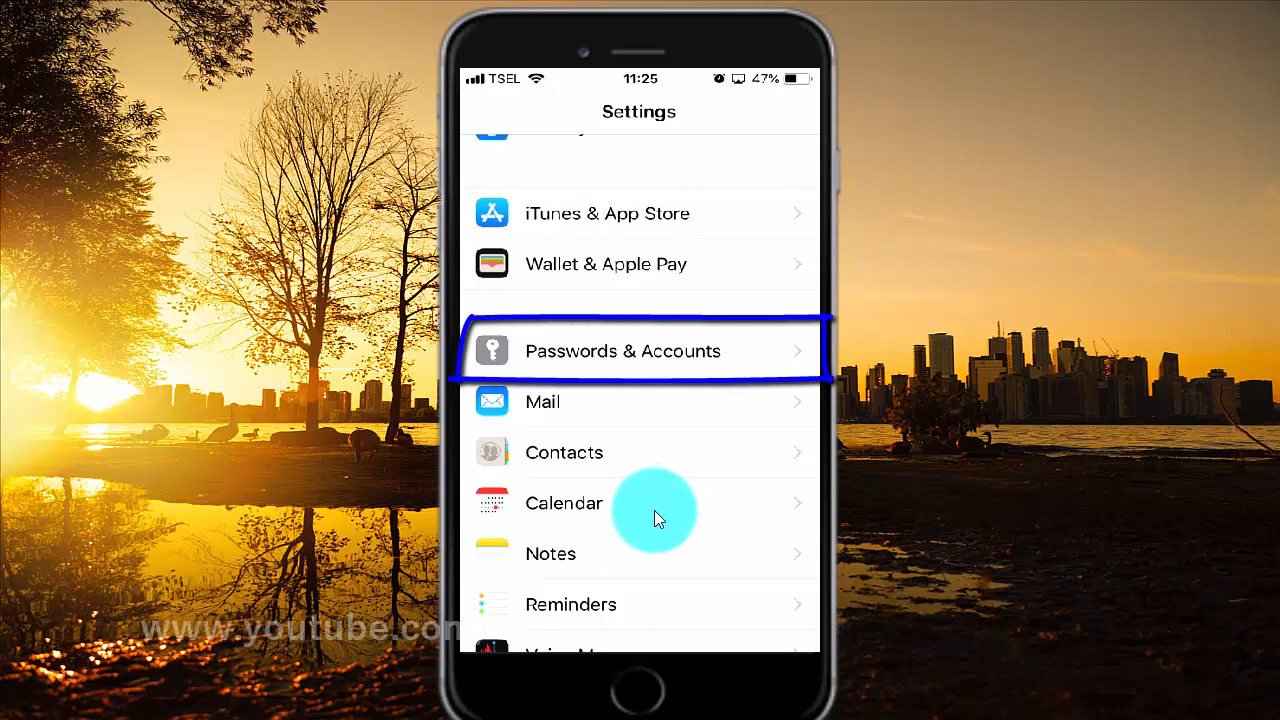 TSEL 11:25 47%
Settings
iTunes & App Store
Wallet & Apple Pay
Passwords & Accounts
Mail
Contacts
Calendar
Notes
Reminders
www.youtube.com